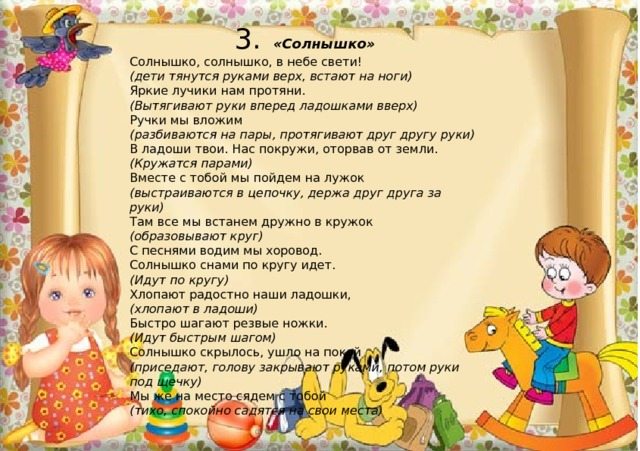 3. «Солнышко»
Солнышко, солнышко, в небе свети!
(дети тянутся руками верх, встают на ноги)
Яркие лучики нам протяни.
(Вытягивают руки вперед ладошками вверх)
Ручки мы вложим
(разбиваются на пары, протягивают друг другу руки)
В ладоши твои. Нас покружи, оторвав от земли.
(Кружатся парами)
Вместе с тобой мы пойдем на лужок
(выстраиваются в цепочку, держа друг друга за
руки)
Там все мы встанем дружно в кружок
(образовывают круг)
С песнями водим мы хоровод.
Солнышко снами по кругу идет.
(Идут по кругу)
Хлопают радостно наши ладошки,
(хлопают в ладоши)
Быстро шагают резвые ножки.
(Идут быстрым шагом)
Солнышко скрылось, ушло на покой
(приседают, голову закрывают руками, потом руки
под щечку)
Мы же на место сядем с тобой
(тихо, спокойно садятся на свои места)